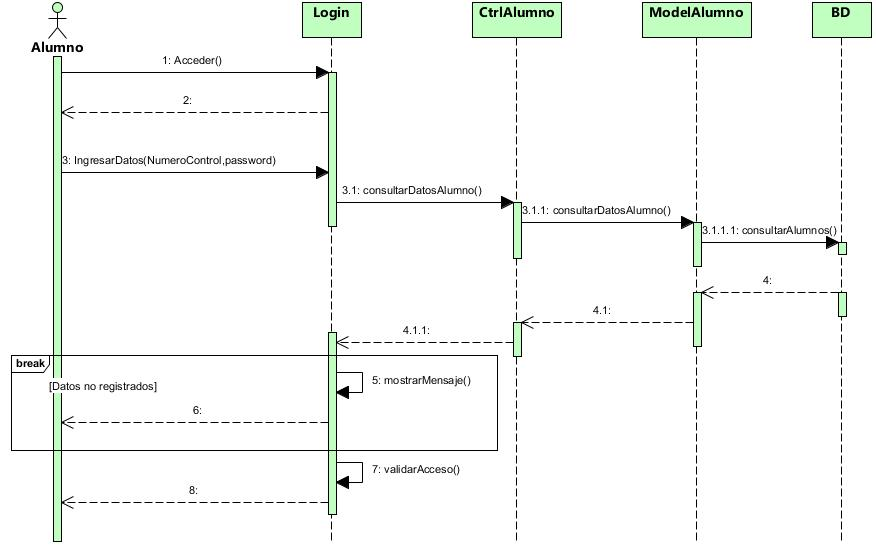 Login
CtrlAlumno
ModelAlumno
BD
Alumno
1: Acceder()
2:
3: IngresarDatos(NumeroControl,password)
3.1: consultarDatosAlumno()
3.1.1: consultarDatosAlumno()
3.1.1.1: consultarAlumnos()
4:
4.1:
4.1.1:
break
[Datos no registrados]
5: mostrarMensaje()
6:
7: validarAcceso()
8: